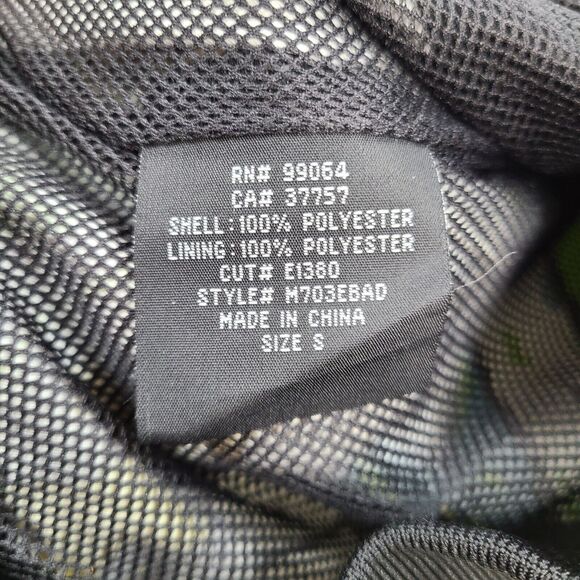 RN# 99064
CA# 37757
SHELL:100% POLYESTER
LINING:100% POLYESTER
CUT# E1380
STYLE# M703EBAD
MADE IN CHINA
SIZE S